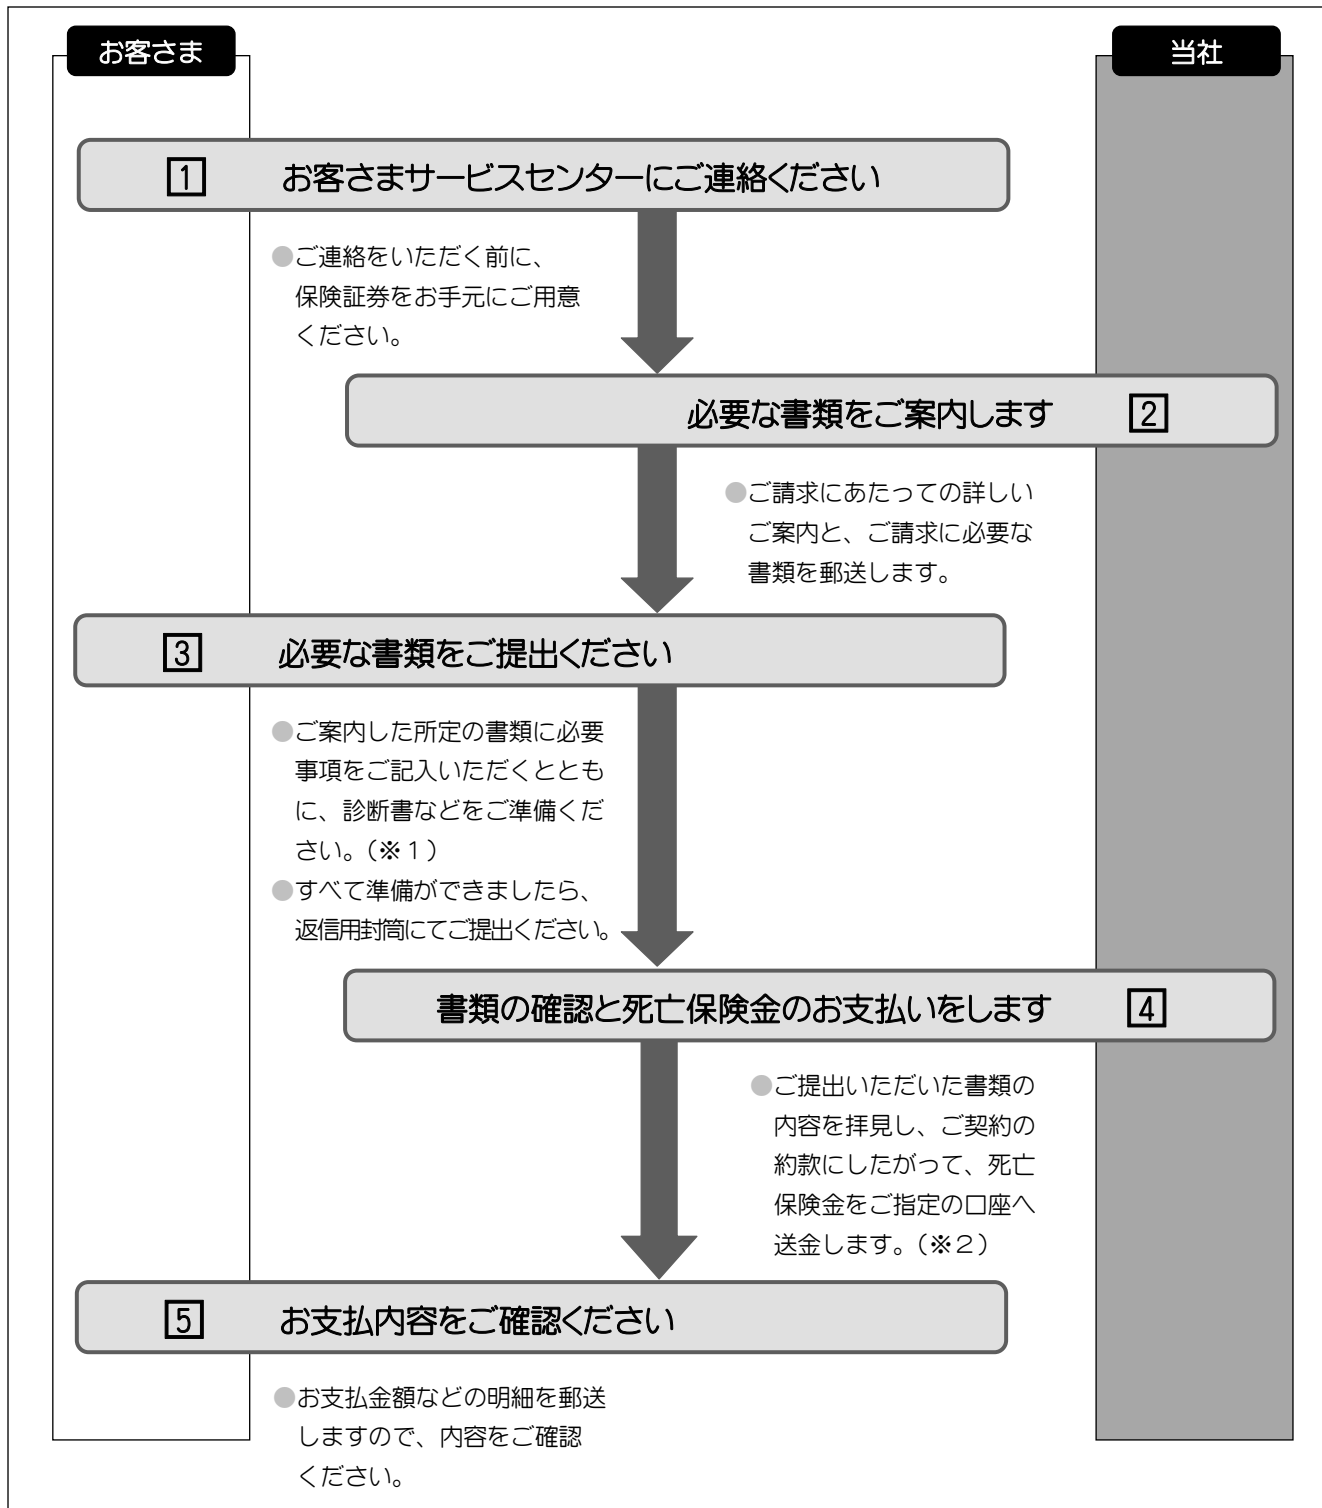 お客さま
当社
1 お客さまサービスセンターにご連絡ください
●ご連絡をいただく前に、
保険証券をお手元にご用意
ください。
必要な書類をご案内します 2
●ご請求にあたっての詳しい
ご案内と、ご請求に必要な
書類を郵送します。
3 必要な書類をご提出ください
●ご案内した所定の書類に必要
事項をご記入いただくととも
に、診断書などをご準備くだ
さい。(※1)
●すべて準備ができましたら、
返信用封筒にてご提出ください。
書類の確認と死亡保険金のお支払いをします 4
●ご提出いただいた書類の
内容を拝見し、ご契約の
約款にしたがって、死亡
保険金をご指定の口座へ
送金します。(※2)
5 お支払内容をご確認ください
●お支払金額などの明細を郵送
しますので、内容をご確認
ください。